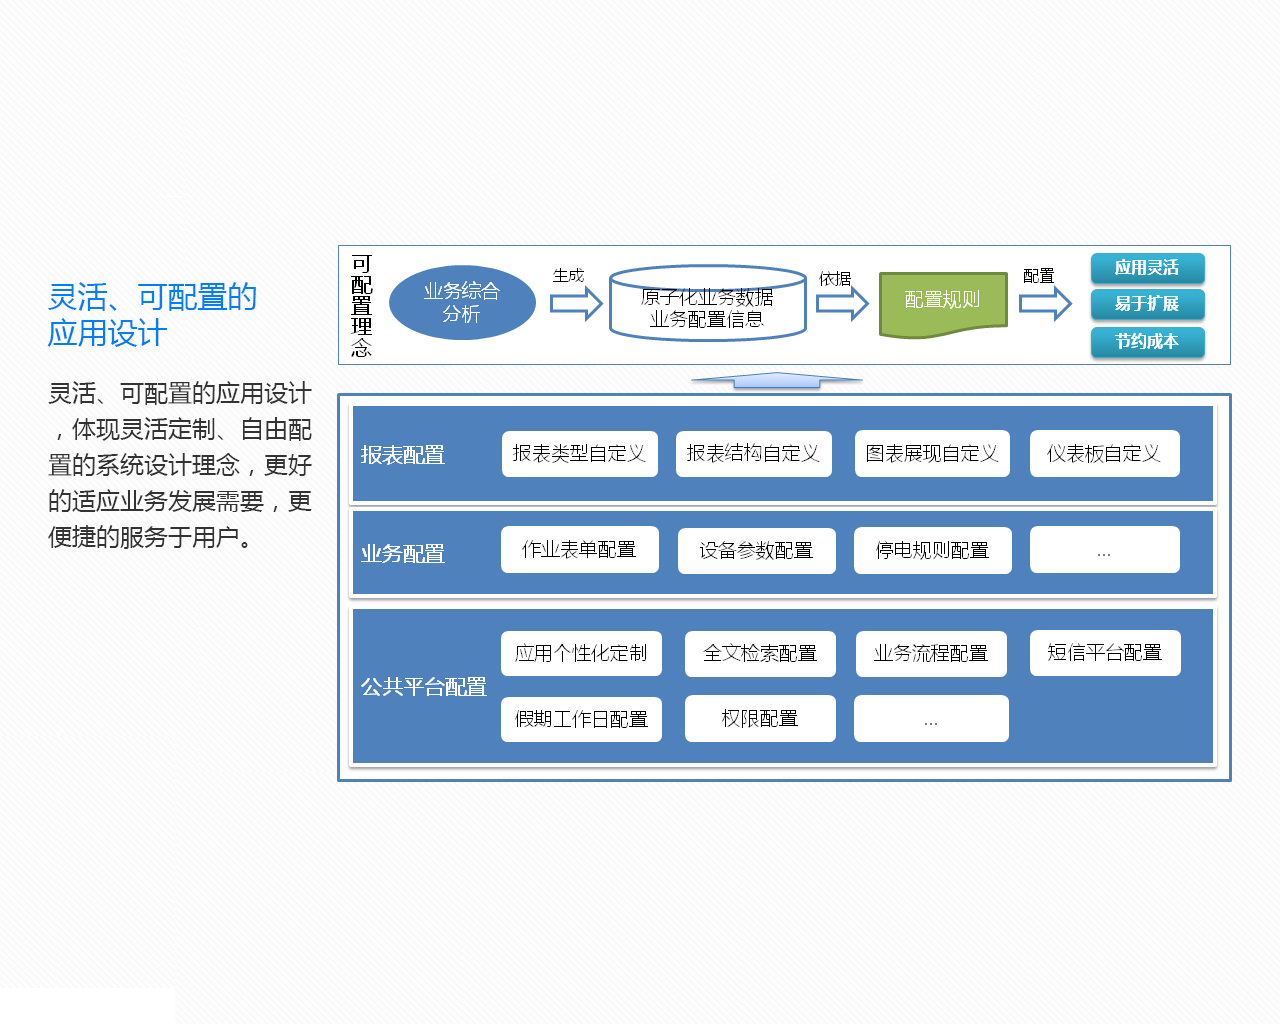 灵活、可配置的
应用设计
灵活、可配置的应用设计
，体现灵活定制、自由配
置的系统设计理念，更好
的适应业务发展需要，更
便捷的服务于用户。
可配置理念
业务综合
分析
生成
原子化业务数据
业务配置信息
依据
配置规则
配置
应用灵活
易于扩展
节约成本
报表配置
报表类型自定义
报表结构自定义
图表展现自定义
仪表板自定义
业务配置
作业表单配置
设备参数配置
停电规则配置
...
公共平台配置
应用个性化定制
全文检索配置
业务流程配置
短信平台配置
假期工作日配置
权限配置
...